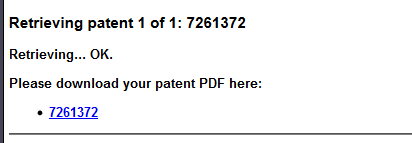 Retrieving patent 1 of 1: 7261372
Retrieving... OK.
Please download your patent PDF here:
• 7261372